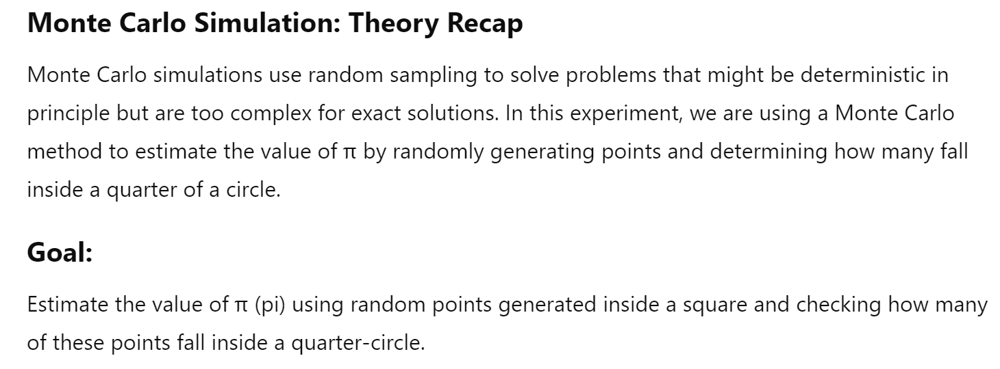 Monte Carlo Simulation: Theory Recap
Monte Carlo simulations use random sampling to solve problems that might be deterministic in
principle but are too complex for exact solutions. In this experiment, we are using a Monte Carlo
method to estimate the value of π by randomly generating points and determining how many fall
inside a quarter of a circle.
Goal:
Estimate the value of π (pi) using random points generated inside a square and checking how many
of these points fall inside a quarter-circle.